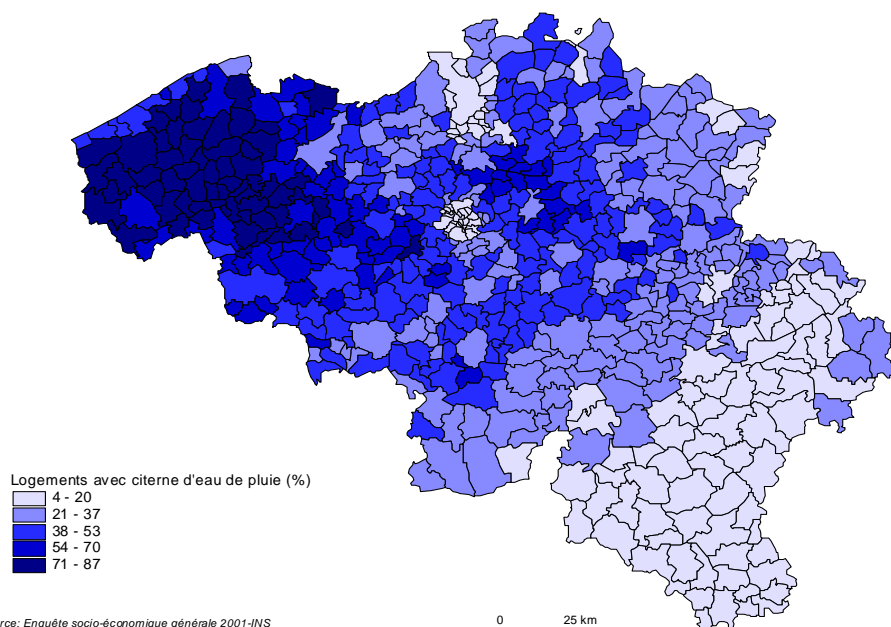 Logements avec citerne d'eau de pluie (%)
4 - 20
21 - 37
38 - 53
54 - 70
71 - 87
rce: Enquête socio-économique générale 2001-INS
0 25 km